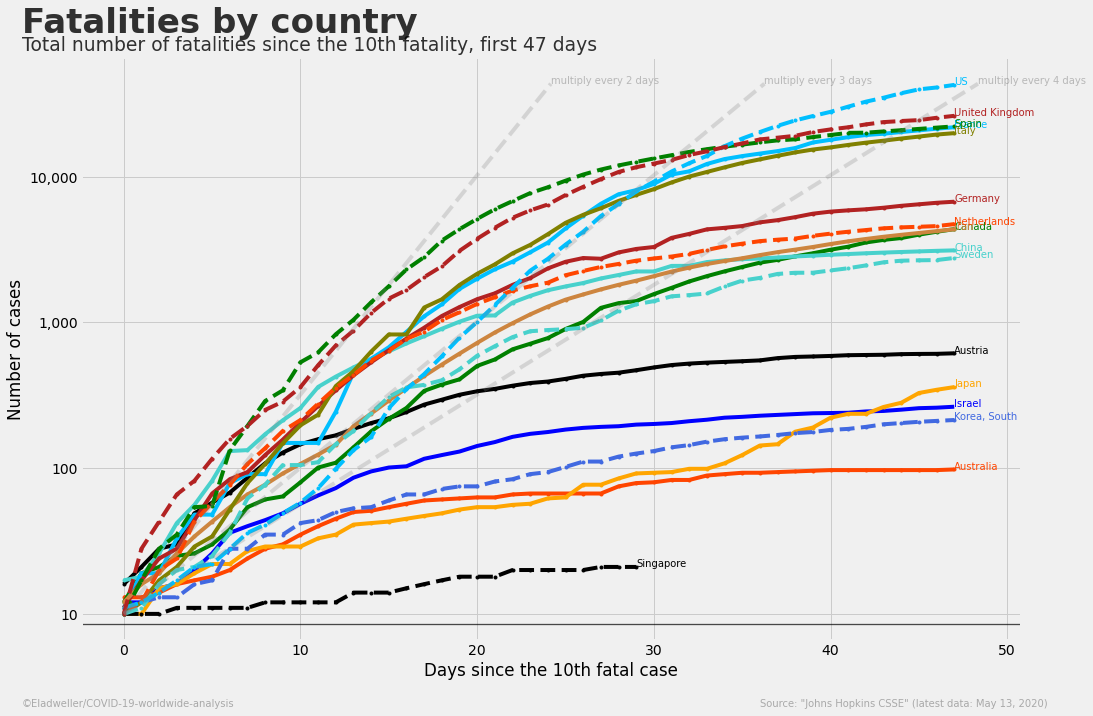 Fatalities by country
Total number of fatalities since the 10th fatality, first 47 days
multiply every 2 days
multiply every 3 days
multiply every 4 days
US
United Kingdom
Spain
Italy
10,000
Germany
Netherlands
Canada
China
Sweden
1,000
Austria
Japan
Israel
Korea, South
100
Australia
Singapore
10
Number of cases
0
10
20
30
40
50
Days since the 10th fatal case
©Eladweller/COVID-19-worldwide-analysis
Source: "Johns Hopkins CSSE" (latest data: May 13, 2020)